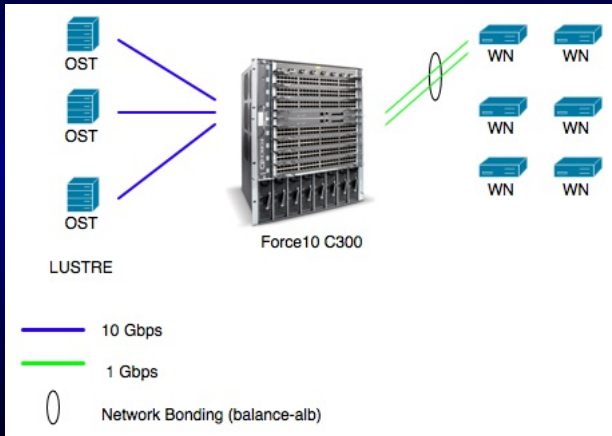 OST
OST
OST
LUSTRE
Force10 C300
WN WN
WN WN
WN WN
10 Gbps
1 Gbps
Network Bonding (balance-alb)